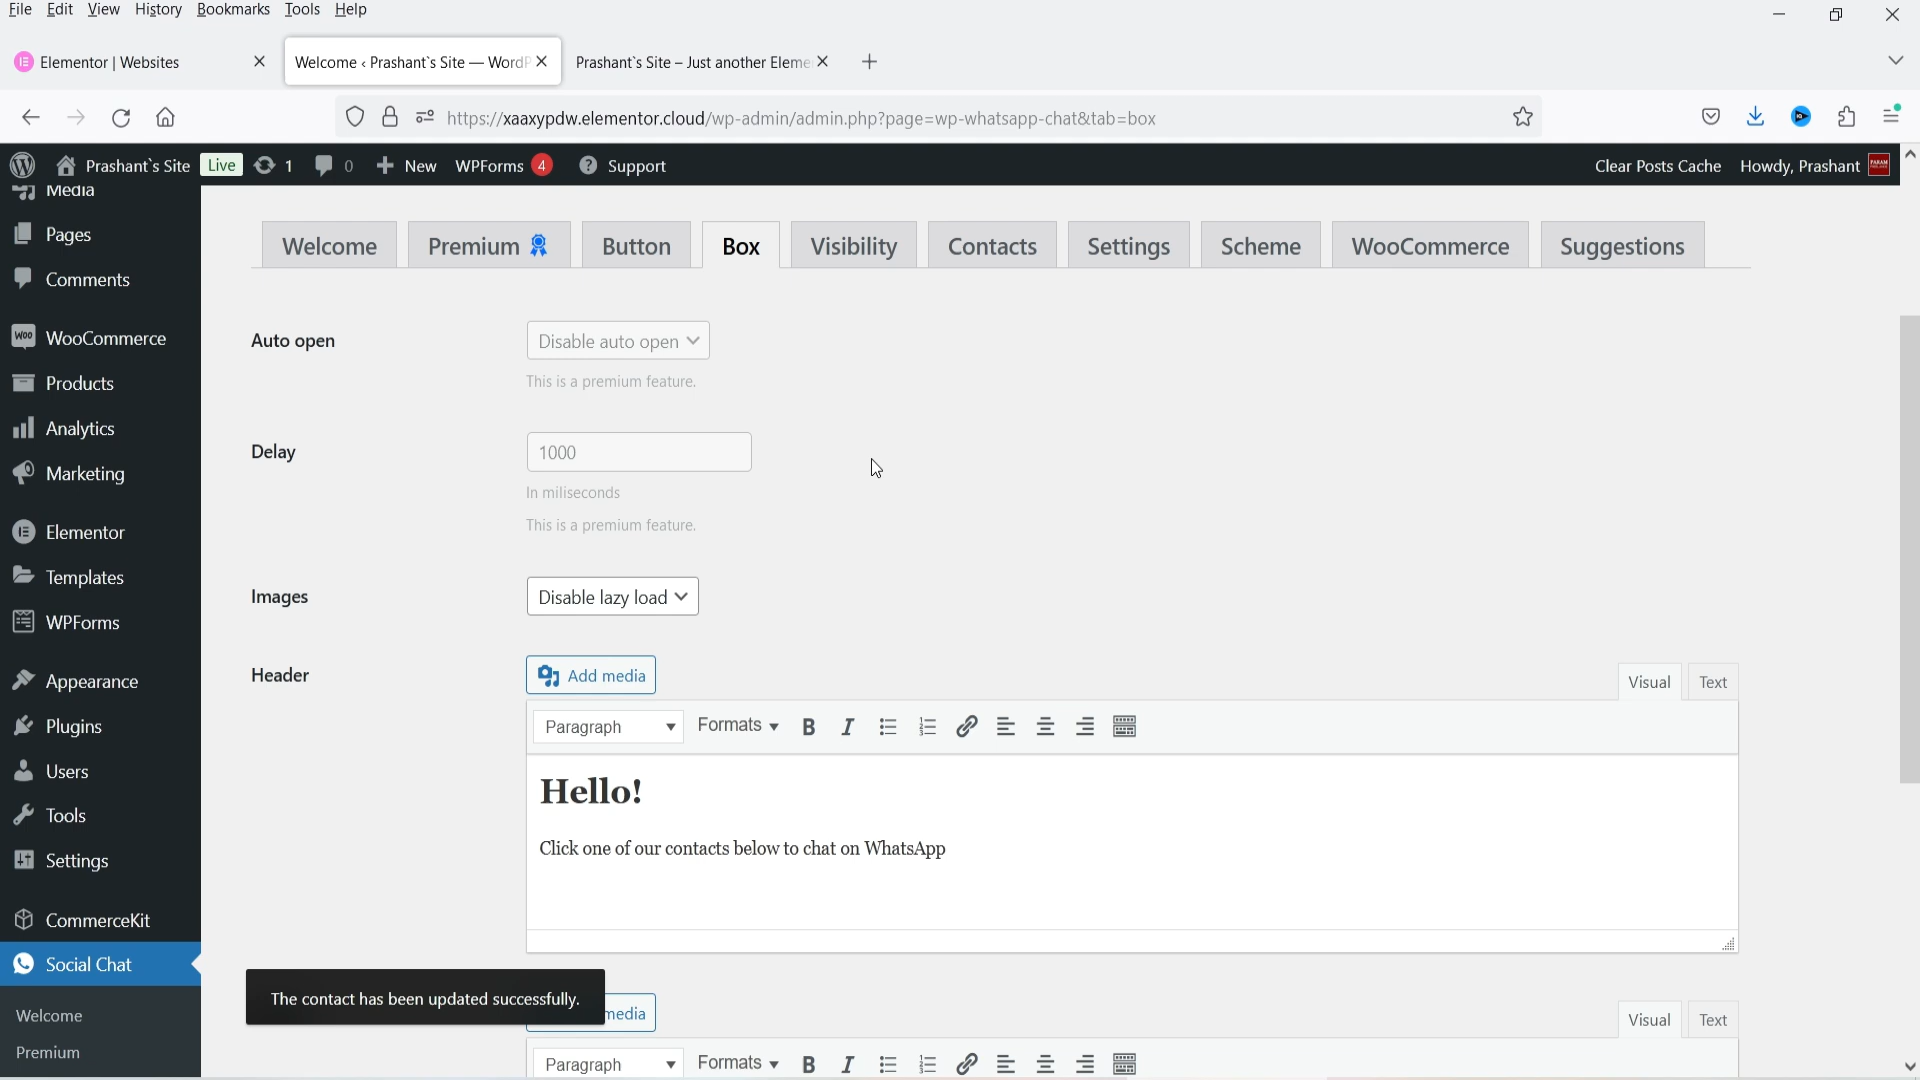 File Edit View History Bookmarks Tools Help
Elementor | Websites
Welcome ‹ Prashant`s Site — WordP
Prashant`s Site – Just another Eleme
https://xaaxypdw.elementor.cloud/wp-admin/admin.php?page=wp-whatsapp-chat&tab=box
Prashant`s Site Live 1 0 New WPForms 4 Support Clear Posts Cache Howdy, Prashant
Media
Pages
Comments
WooCommerce
Products
Analytics
Marketing
Elementor
Templates
WPForms
Appearance
Plugins
Users
Tools
Settings
CommerceKit
Social Chat
Welcome
Premium
Welcome Premium Button Box Visibility Contacts Settings Scheme WooCommerce Suggestions
Auto open Disable auto open
This is a premium feature.
Delay 1000
In miliseconds
This is a premium feature.
Images Disable lazy load
Header Add media
Visual Text
Paragraph Formats B I
Hello!
Click one of our contacts below to chat on WhatsApp
The contact has been updated successfully.
media
Visual Text
Paragraph Formats B I